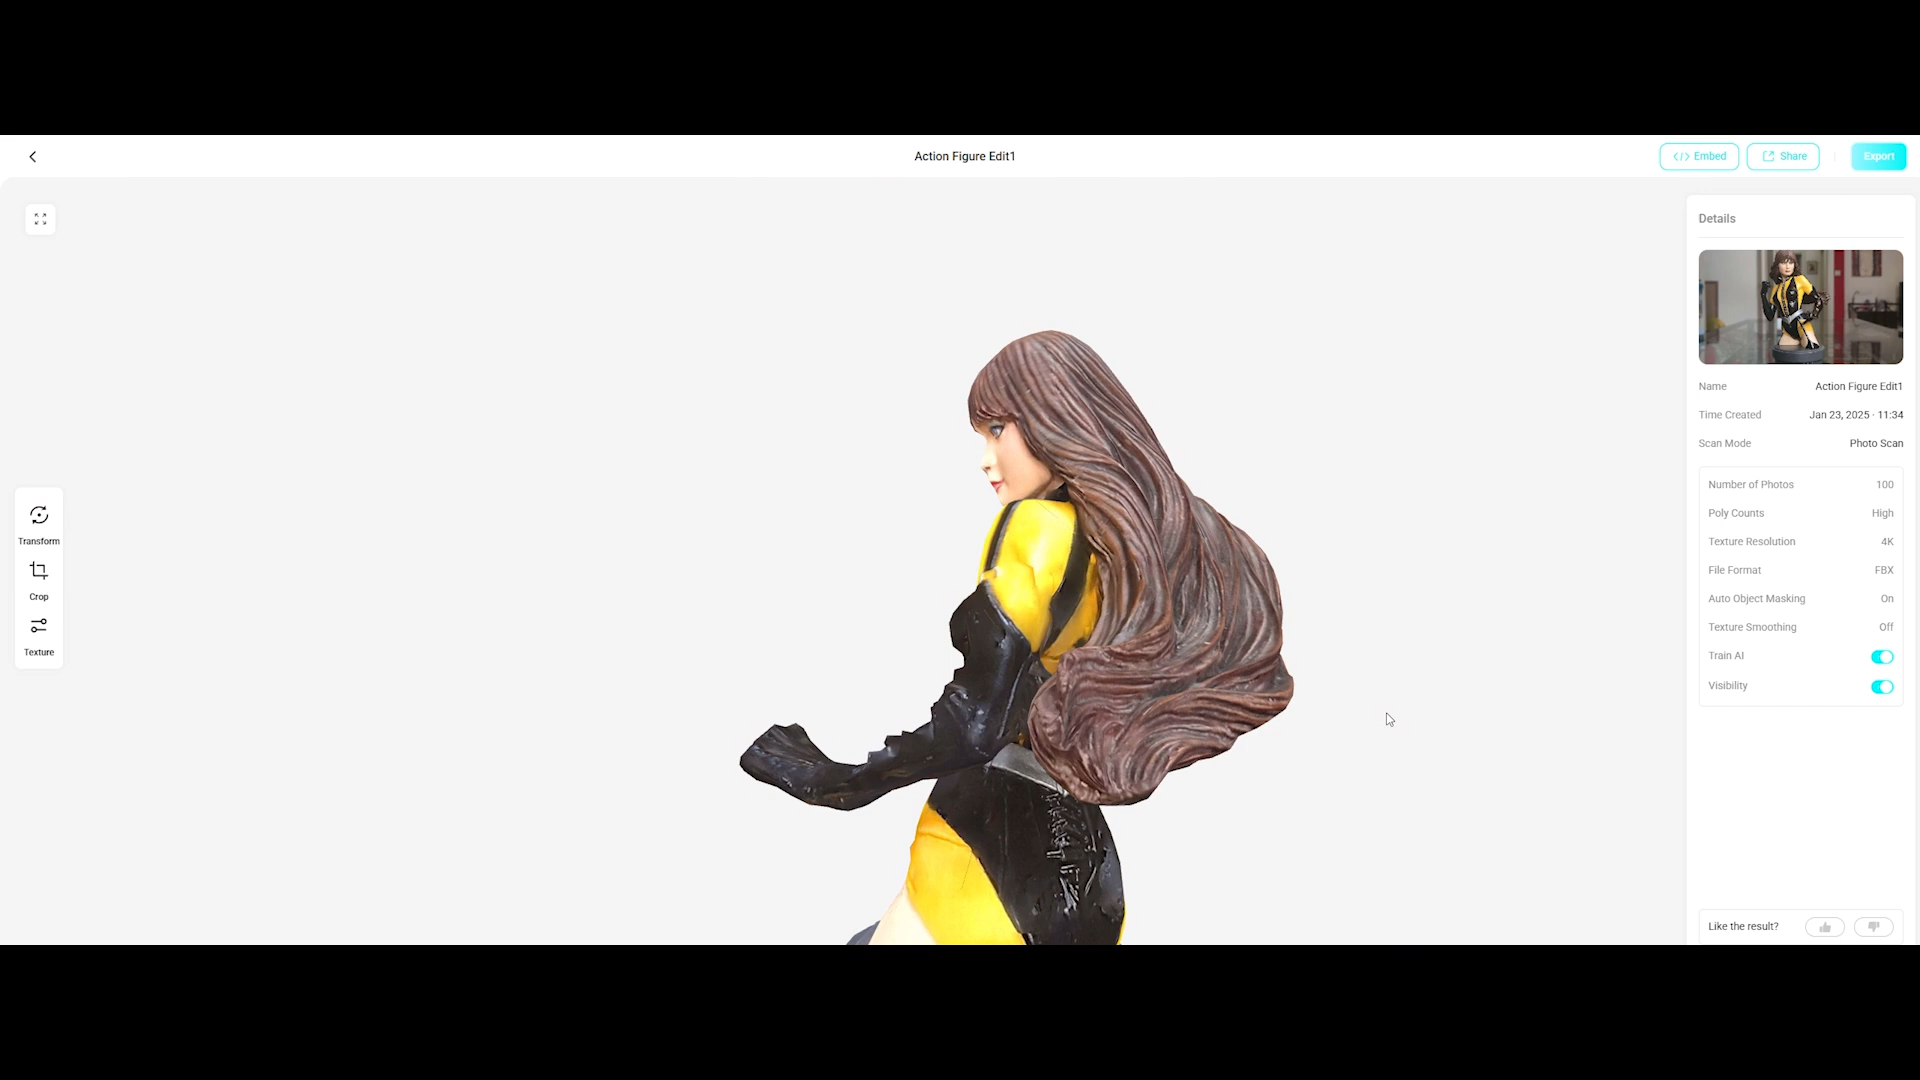 Action Figure Edit1
Embed
Share
Export
Details
Name Action Figure Edit1
Time Created Jan 23, 2025 · 11:34
Scan Mode Photo Scan
Number of Photos 100
Poly Counts High
Texture Resolution 4K
File Format FBX
Auto Object Masking On
Texture Smoothing Off
Train AI
Visibility
Like the result?
Transform
Crop
Texture